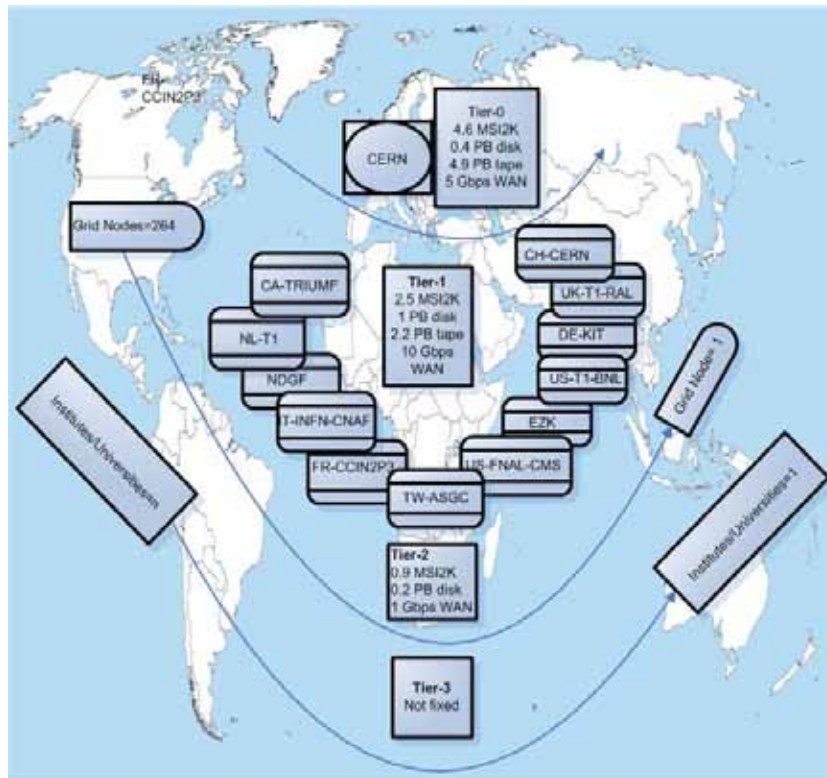 CCIN2P3
CERN
Tier-0
4.6 MSI2K
0.4 PB disk
4.9 PB tape
5 Gbps WAN
Grid Nodes=264
CA-TRIUMF
NL-T1
NDGF
IT-INFN-CNAF
FR-CCIN2P3
TW-ASGC
Tier-1
2.5 MSI2K
1 PB disk
2.2 PB tape
10 Gbps
WAN
CH-CERN
UK-T1-RAL
DE-KIT
US-T1-BNL
EZK
US-FNAL-CMS
Grid Node= 1
Institutes/Universities=n
Institutes/Universities=1
Tier-2
0.9 MSI2K
0.2 PB disk
1 Gbps WAN
Tier-3
Not fixed